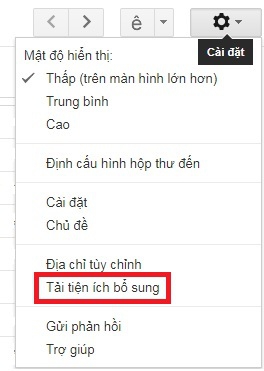 ê
Cài đặt
Mật độ hiển thị:
Thấp (trên màn hình lớn hơn)
Trung bình
Cao
Định cấu hình hộp thư đến
Cài đặt
Chủ đề
Địa chỉ tùy chỉnh
Tải tiện ích bổ sung
Gửi phản hồi
Trợ giúp